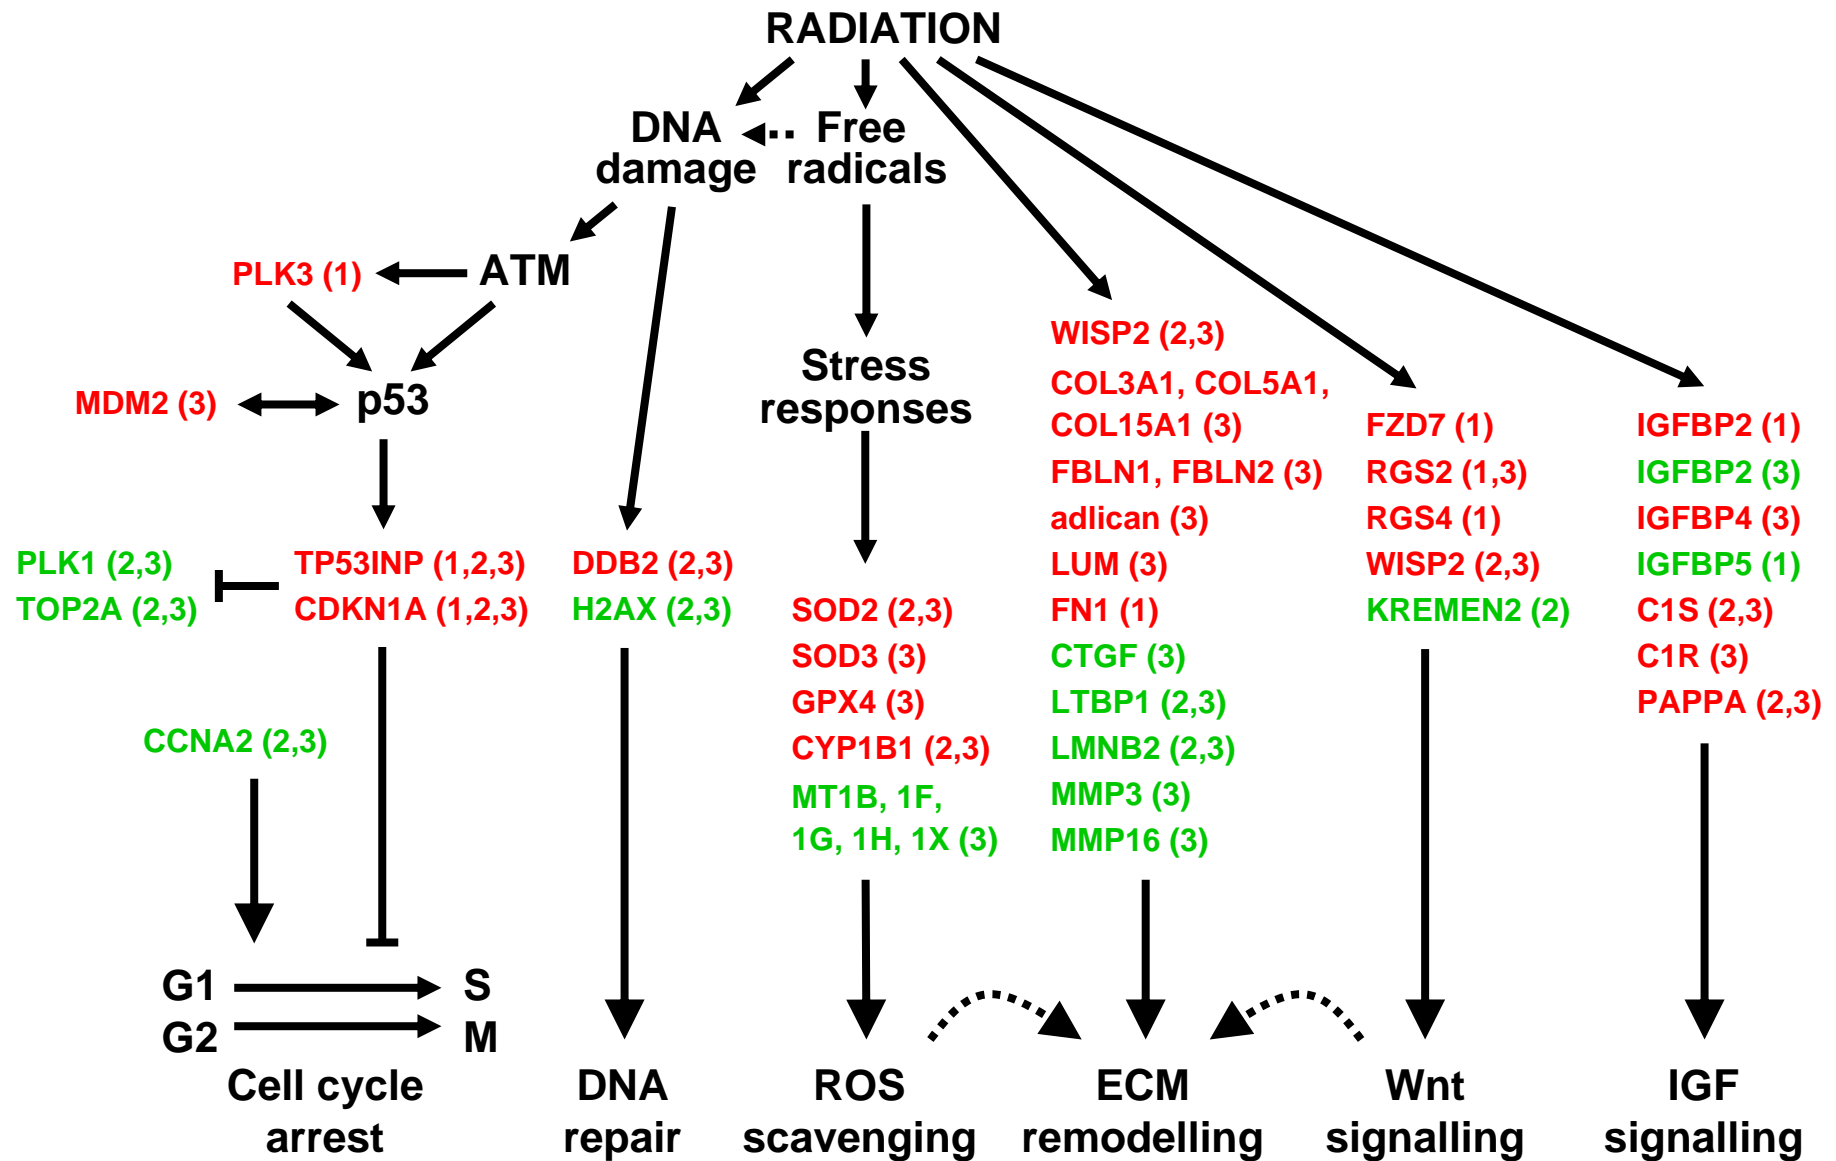 RADIATION
DNA
damage
Free
radicals
PLK3 (1)
ATM
MDM2 (3)
p53
Stress
responses
PLK1 (2,3)
TOP2A (2,3)
TP53INP (1,2,3)
CDKN1A (1,2,3)
DDB2 (2,3)
H2AX (2,3)
CCNA2 (2,3)
SOD2 (2,3)
SOD3 (3)
GPX4 (3)
CYP1B1 (2,3)
MT1B, 1F,
1G, 1H, 1X (3)
WISP2 (2,3)
COL3A1, COL5A1,
COL15A1 (3)
FBLN1, FBLN2 (3)
adlican (3)
LUM (3)
FN1 (1)
CTGF (3)
LTBP1 (2,3)
LMNB2 (2,3)
MMP3 (3)
MMP16 (3)
FZD7 (1)
RGS2 (1,3)
RGS4 (1)
WISP2 (2,3)
KREMEN2 (2)
IGFBP2 (1)
IGFBP2 (3)
IGFBP4 (3)
IGFBP5 (1)
C1S (2,3)
C1R (3)
PAPPA (2,3)
G1
S
G2
M
Cell cycle
arrest
DNA
repair
ROS
scavenging
ECM
remodelling
Wnt
signalling
IGF
signalling